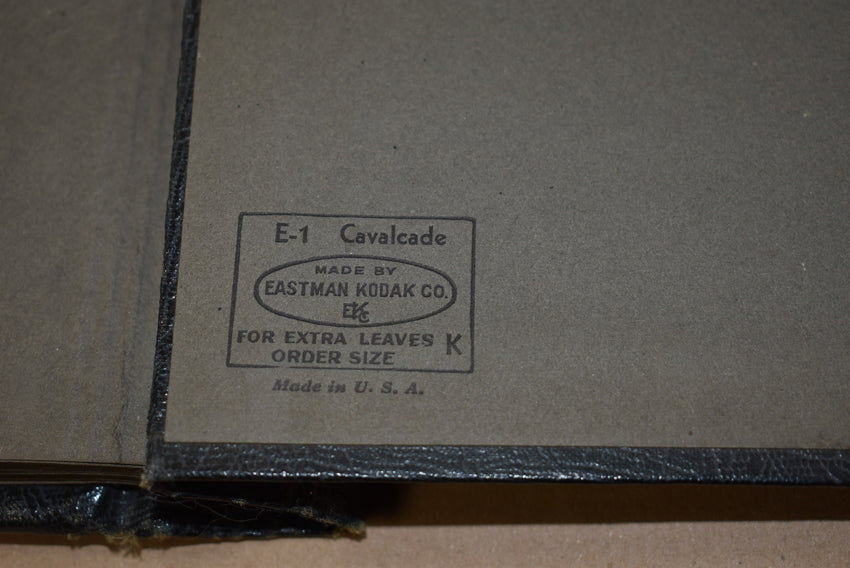 E-1 Cavalcade
MADE BY
EASTMAN KODAK CO.
EKC
FOR EXTRA LEAVES K
ORDER SIZE
Made in U. S. A.